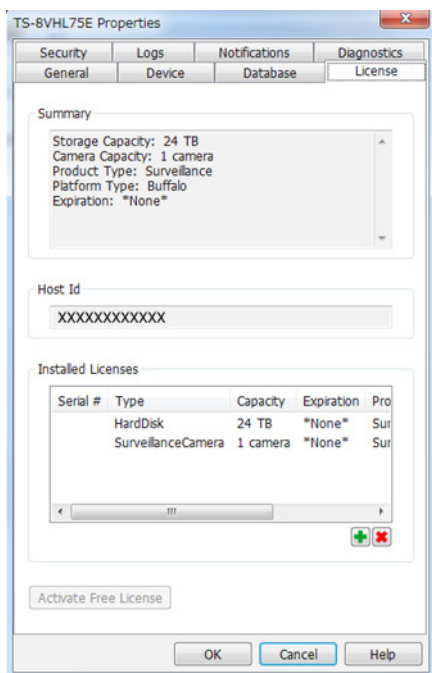 TS-8VHL75E Properties
Security Logs Notifications Diagnostics
General Device Database License
Summary
Storage Capacity: 24 TB
Camera Capacity: 1 camera
Product Type: Surveillance
Platform Type: Buffalo
Expiration: *None*
Host Id
XXXXXXXXXXXX
Installed Licenses
Serial # Type Capacity Expiration Pro
HardDisk 24 TB *None* Sur
SurveillanceCamera 1 camera *None* Sur
Activate Free License
OK Cancel Help